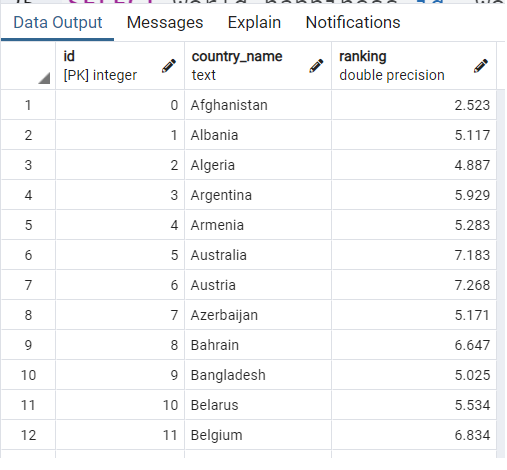 Data Output Messages Explain Notifications
id country_name ranking
[PK] integer text double precision
1 0 Afghanistan 2.523
2 1 Albania 5.117
3 2 Algeria 4.887
4 3 Argentina 5.929
5 4 Armenia 5.283
6 5 Australia 7.183
7 6 Austria 7.268
8 7 Azerbaijan 5.171
9 8 Bahrain 6.647
10 9 Bangladesh 5.025
11 10 Belarus 5.534
12 11 Belgium 6.834